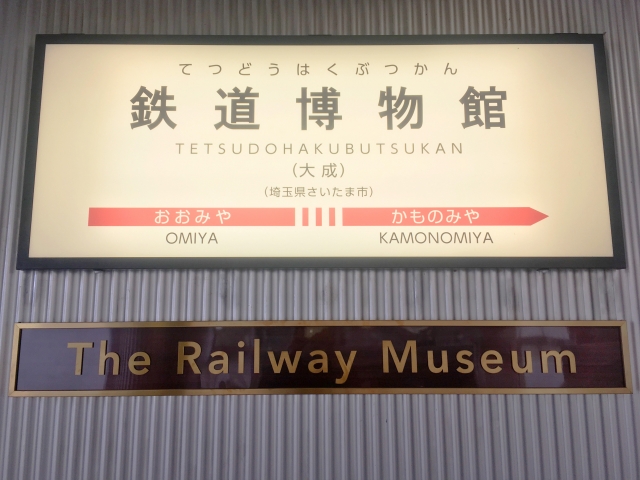 てつどうはくぶつかん
鉄道博物館
TETSUDOHAKUBUTSUKAN
（大成）
（埼玉県さいたま市）
おおみや かものみや
OMIYA KAMONOMIYA
The Railway Museum